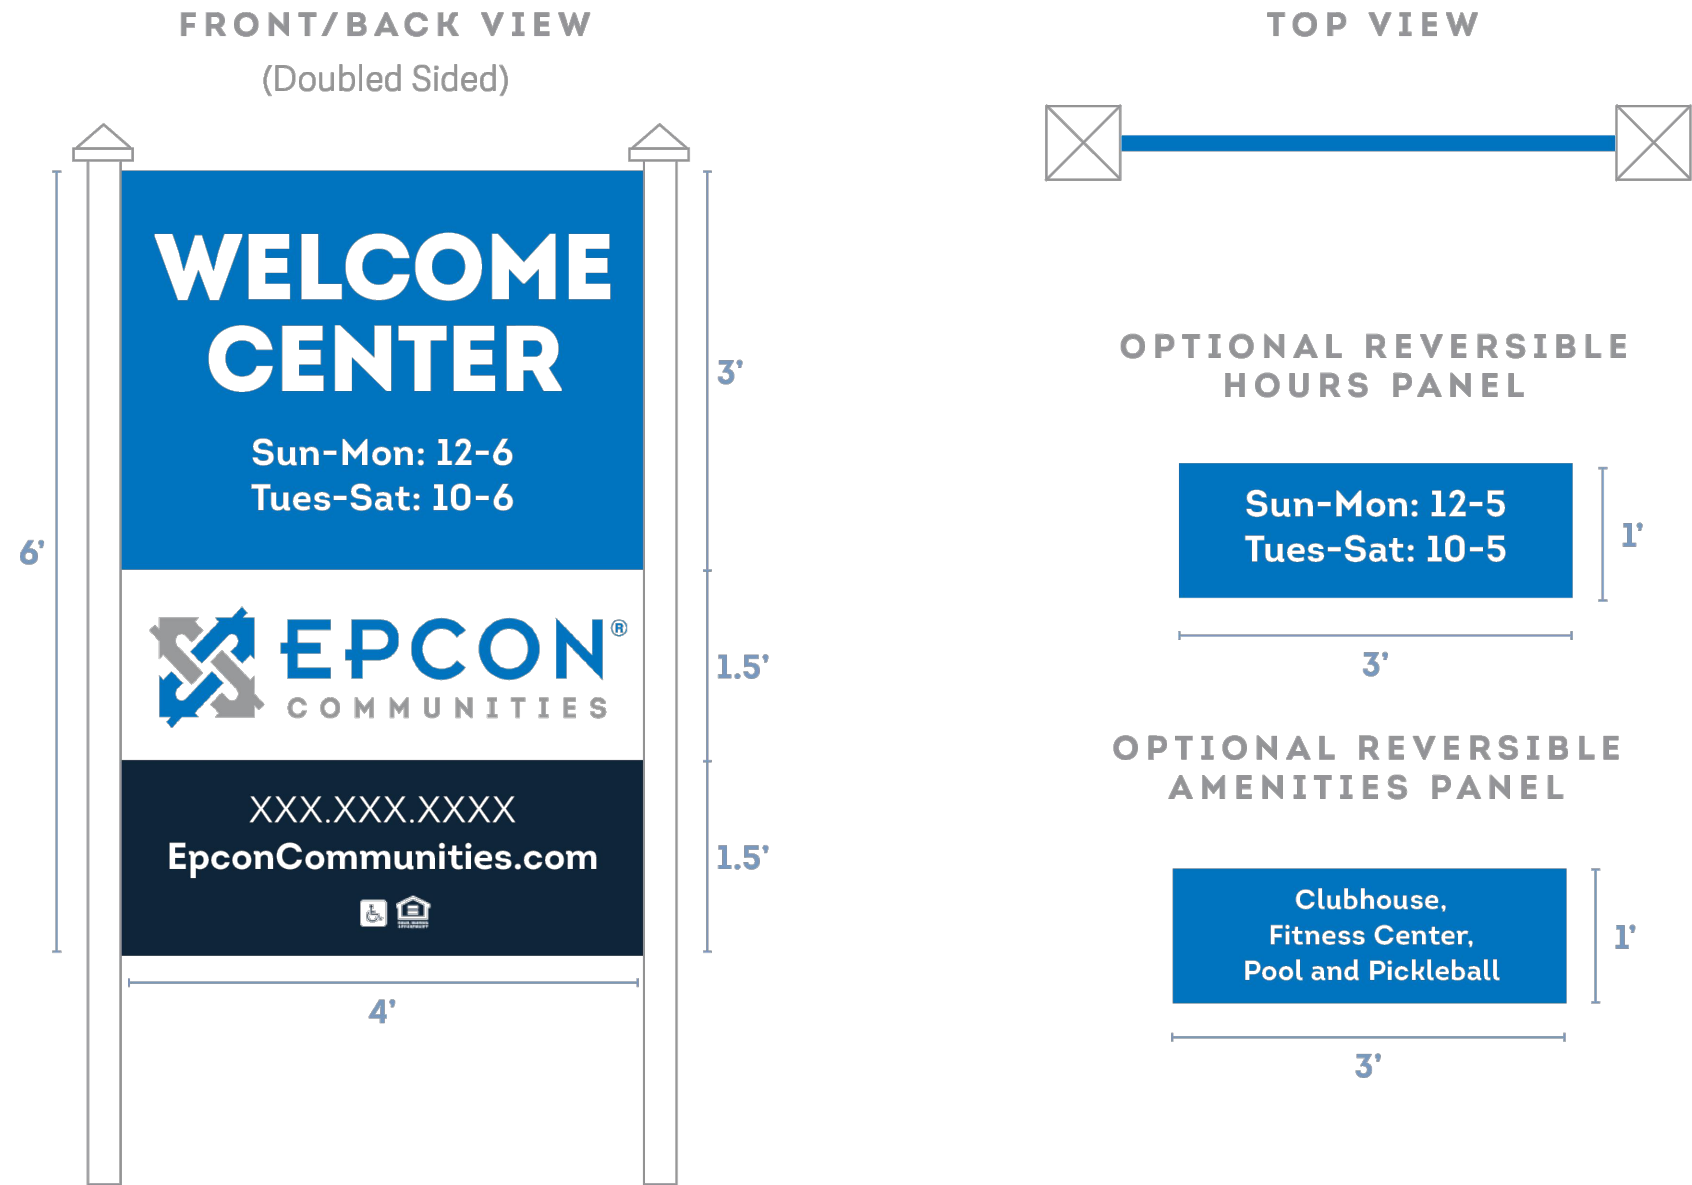 FRONT/BACK VIEW
(Doubled Sided)
WELCOME
CENTER
Sun-Mon: 12-6
Tues-Sat: 10-6
EPCON®
COMMUNITIES
XXX.XXX.XXXX
EpconCommunities.com
6'
3'
1.5'
1.5'
4'
TOP VIEW
OPTIONAL REVERSIBLE
HOURS PANEL
Sun-Mon: 12-5
Tues-Sat: 10-5
1'
3'
OPTIONAL REVERSIBLE
AMENITIES PANEL
Clubhouse,
Fitness Center,
Pool and Pickleball
1'
3'